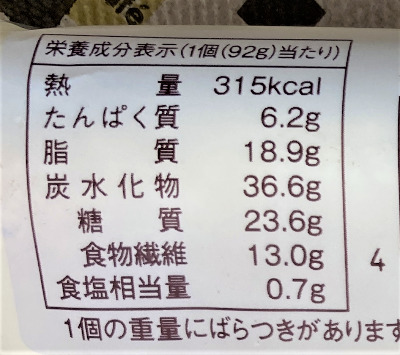 栄養成分表示(1個(92g)当たり)
熱量 315kcal
たんぱく質 6.2g
脂質 18.9g
炭水化物 36.6g
糖質 23.6g
食物繊維 13.0g
食塩相当量 0.7g
4
1個の重量にばらつきがあります